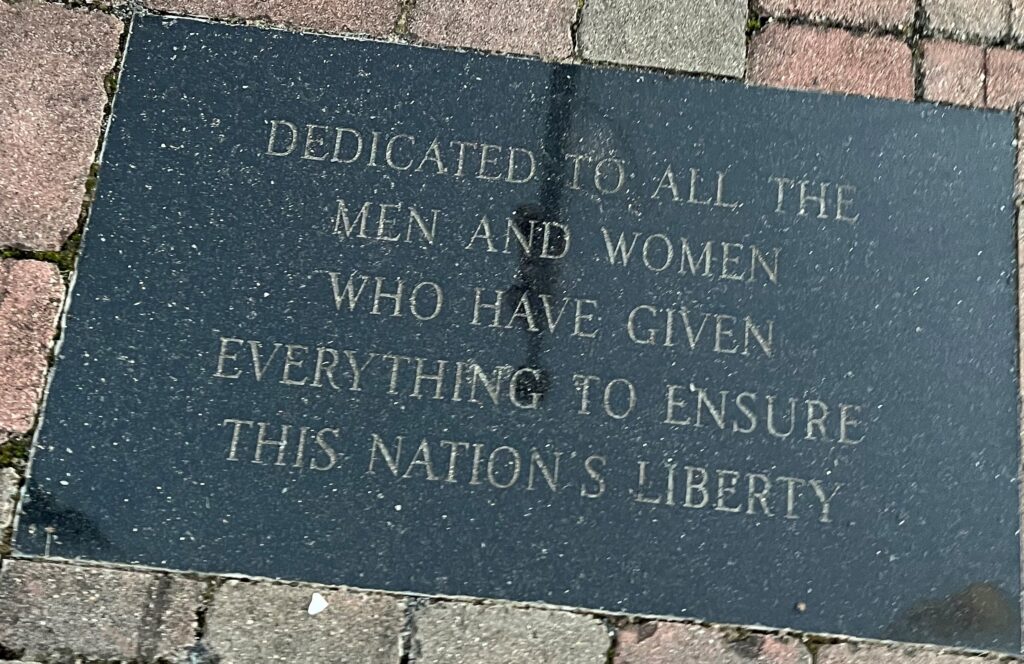 DEDICATED TO ALL THE
MEN AND WOMEN
WHO HAVE GIVEN
EVERYTHING TO ENSURE
THIS NATION'S LIBERTY